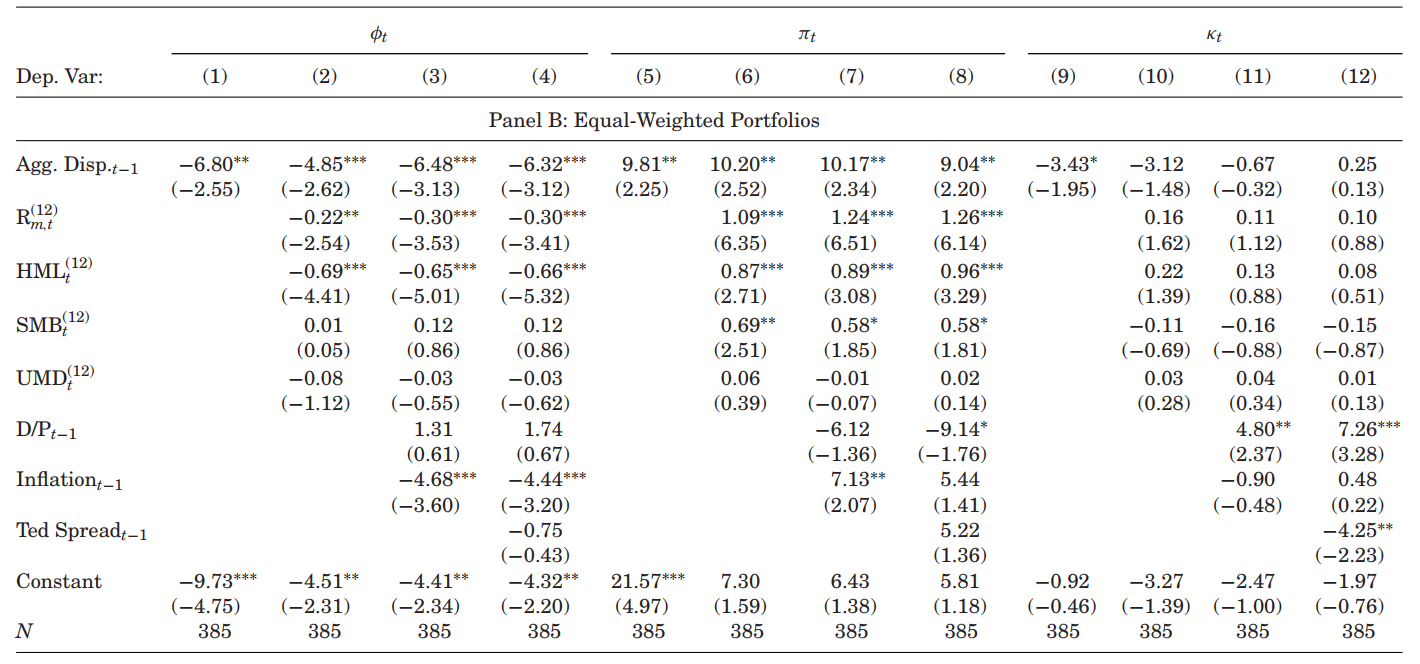 ϕt πt κt
Dep. Var: (1) (2) (3) (4) (5) (6) (7) (8) (9) (10) (11) (12)
Panel B: Equal-Weighted Portfolios
Agg. Disp.t−1 −6.80** −4.85*** −6.48*** −6.32*** 9.81** 10.20** 10.17** 9.04** −3.43* −3.12 −0.67 0.25
(−2.55) (−2.62) (−3.13) (−3.12) (2.25) (2.52) (2.34) (2.20) (−1.95) (−1.48) (−0.32) (0.13)
R(12)m,t −0.22** −0.30*** −0.30*** 1.09*** 1.24*** 1.26*** 0.16 0.11 0.10
(−2.54) (−3.53) (−3.41) (6.35) (6.51) (6.14) (1.62) (1.12) (0.88)
HMLt(12) −0.69*** −0.65*** −0.66*** 0.87*** 0.89*** 0.96*** 0.22 0.13 0.08
(−4.41) (−5.01) (−5.32) (2.71) (3.08) (3.29) (1.39) (0.88) (0.51)
SMBt(12) 0.01 0.12 0.12 0.69** 0.58* 0.58* −0.11 −0.16 −0.15
(0.05) (0.86) (0.86) (2.51) (1.85) (1.81) (−0.69) (−0.88) (−0.87)
UMDt(12) −0.08 −0.03 −0.03 0.06 −0.01 0.02 0.03 0.04 0.01
(−1.12) (−0.55) (−0.62) (0.39) (−0.07) (0.14) (0.28) (0.34) (0.13)
D/Pt−1 1.31 1.74 −6.12 −9.14* 4.80** 7.26***
(0.61) (0.67) (−1.36) (−1.76) (2.37) (3.28)
Inflationt−1 −4.68*** −4.44*** 7.13** 5.44 −0.90 0.48
(−3.60) (−3.20) (2.07) (1.41) (−0.48) (0.22)
Ted Spreadt−1 −0.75 5.22 −4.25**
(−0.43) (1.36) (−2.23)
Constant −9.73*** −4.51** −4.41** −4.32** 21.57*** 7.30 6.43 5.81 −0.92 −3.27 −2.47 −1.97
(−4.75) (−2.31) (−2.34) (−2.20) (4.97) (1.59) (1.38) (1.18) (−0.46) (−1.39) (−1.00) (−0.76)
N 385 385 385 385 385 385 385 385 385 385 385 385